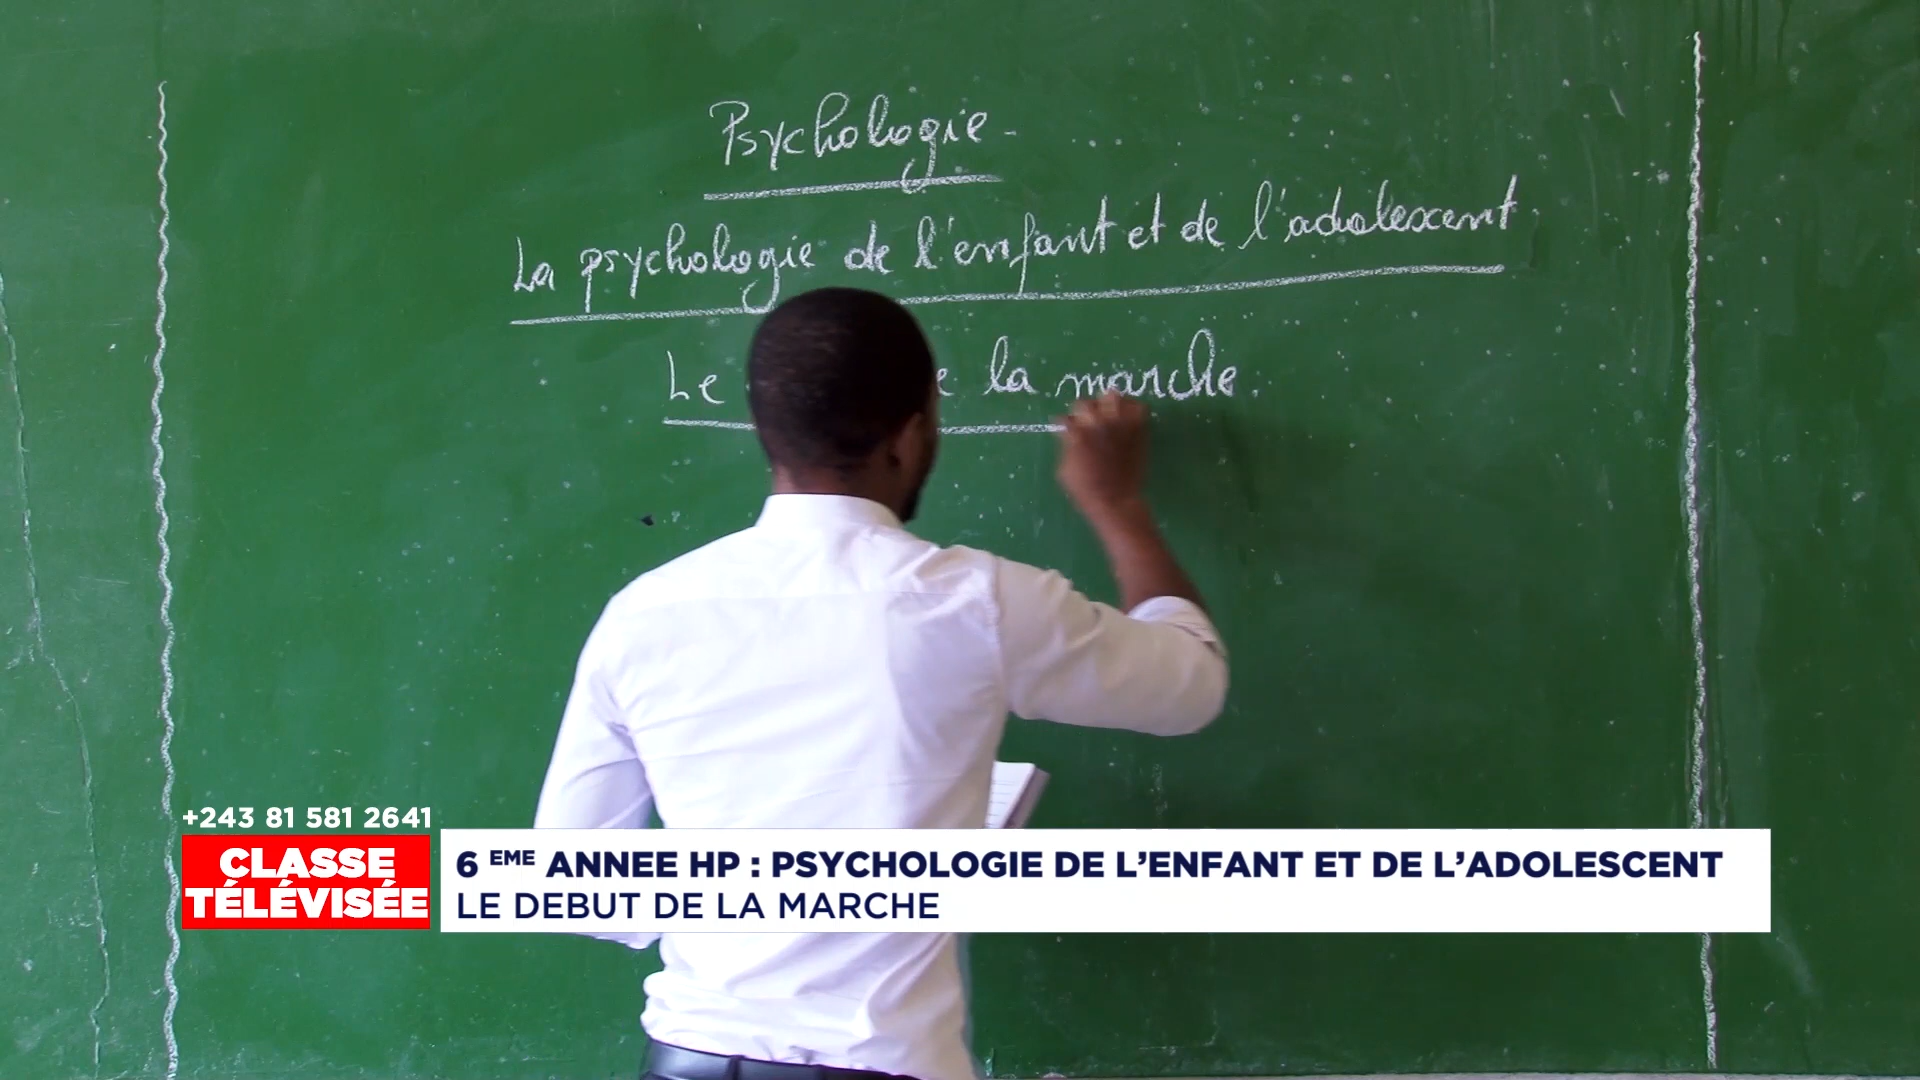 Psychologie
La psychologie de l'enfant et de l'adolescent
Le la marche.
+243 81 581 2641
CLASSE
TÉLÉVISÉE
6 EME ANNEE HP : PSYCHOLOGIE DE L'ENFANT ET DE L'ADOLESCENT
LE DEBUT DE LA MARCHE